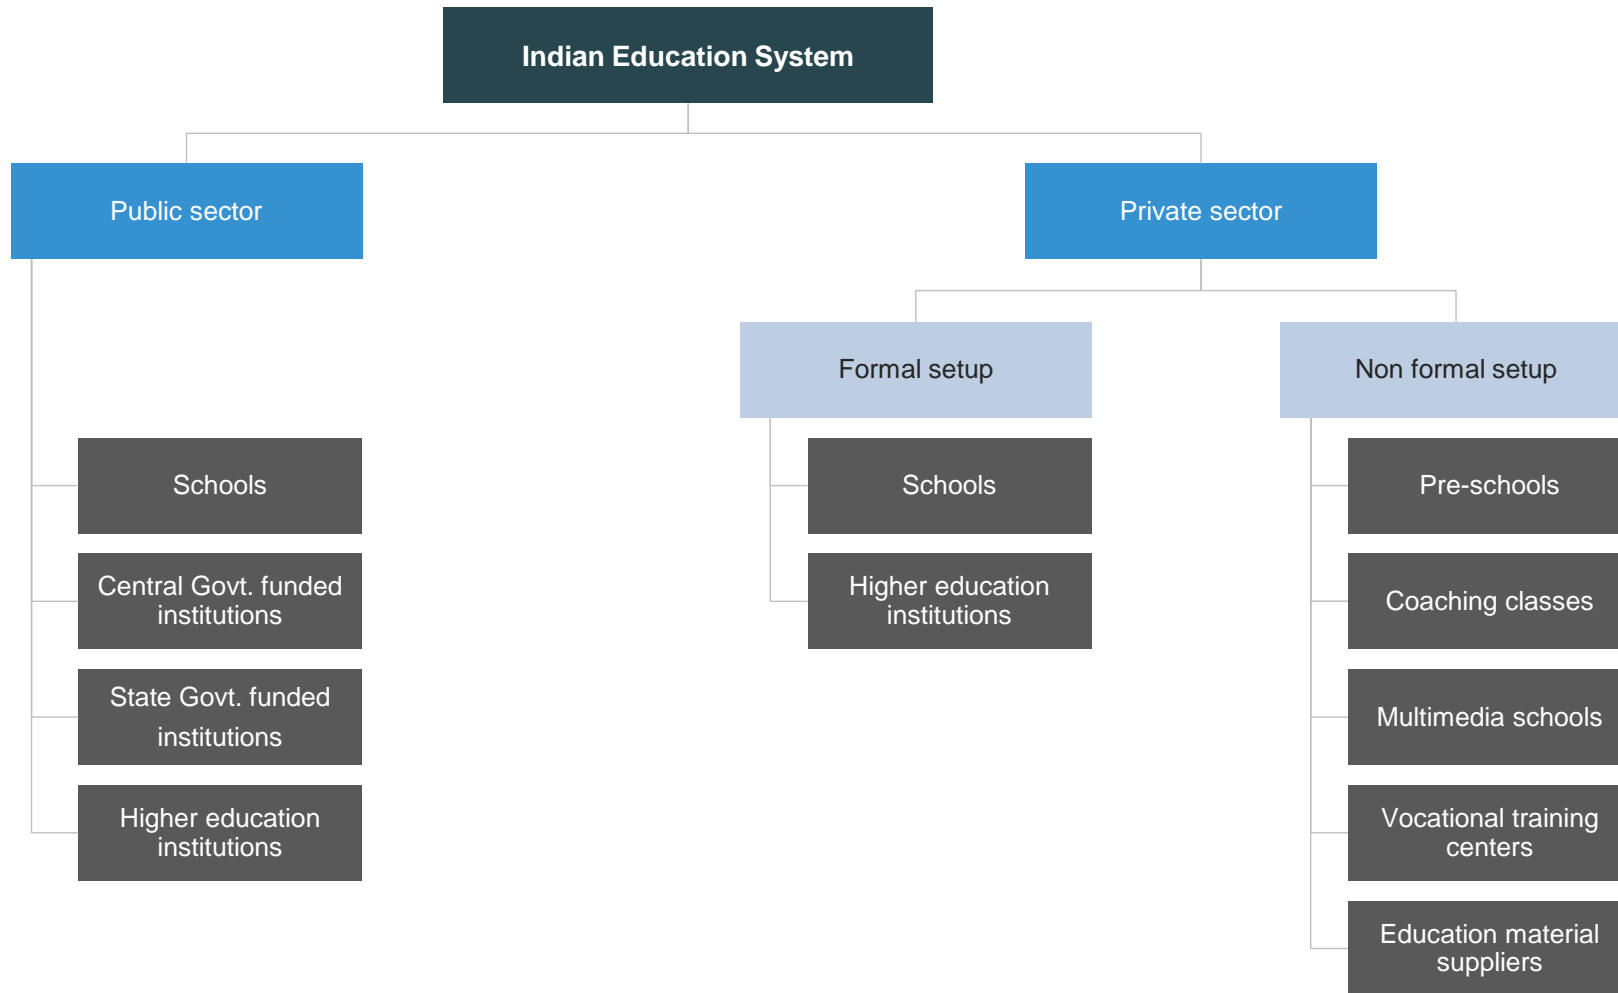 Indian Education System
Public sector
Private sector
Formal setup
Non formal setup
Schools
Central Govt. funded
institutions
State Govt. funded
institutions
Higher education
institutions
Schools
Higher education
institutions
Pre-schools
Coaching classes
Multimedia schools
Vocational training
centers
Education material
suppliers